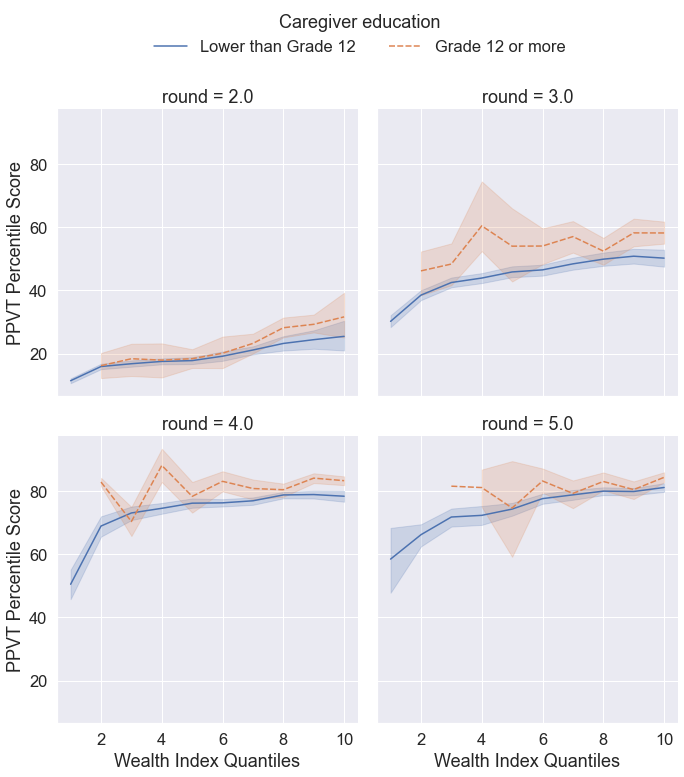 Caregiver education
Lower than Grade 12 Grade 12 or more
round = 2.0 round = 3.0
PPVT Percentile Score
80
60
40
20
round = 4.0 round = 5.0
PPVT Percentile Score
80
60
40
20
2 4 6 8 10 2 4 6 8 10
Wealth Index Quantiles Wealth Index Quantiles